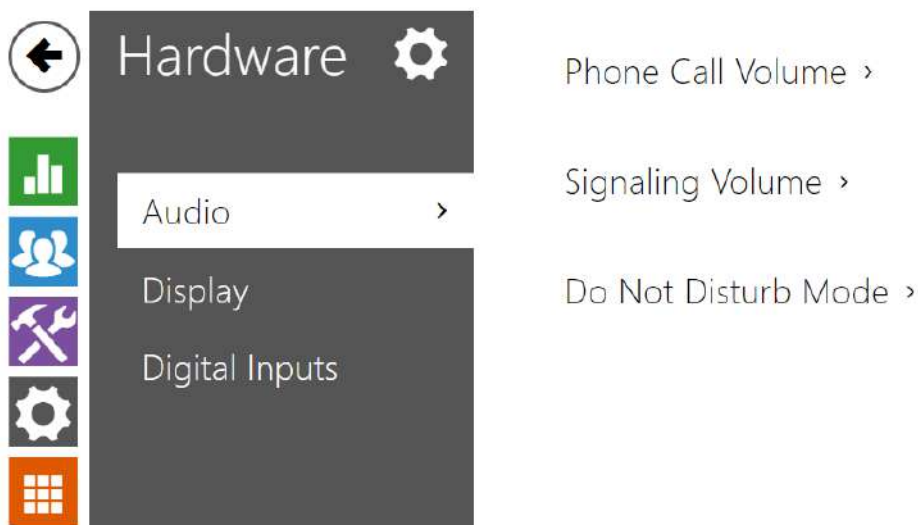 Hardware
Audio ›
Display
Digital Inputs
Phone Call Volume ›
Signaling Volume ›
Do Not Disturb Mode ›